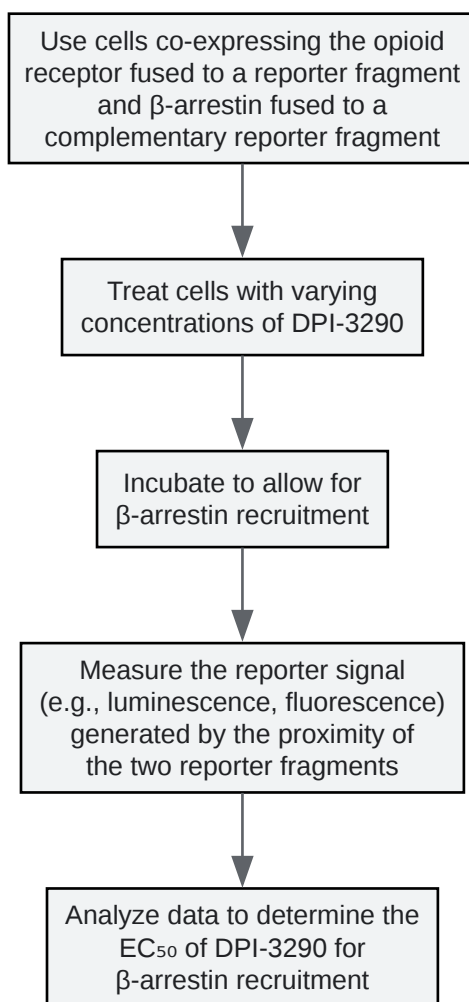 Use cells co-expressing the opioid
receptor fused to a reporter fragment
and β-arrestin fused to a
complementary reporter fragment
Treat cells with varying
concentrations of DPI-3290
Incubate to allow for
β-arrestin recruitment
Measure the reporter signal
(e.g., luminescence, fluorescence)
generated by the proximity of
the two reporter fragments
Analyze data to determine the
EC₅₀ of DPI-3290 for
β-arrestin recruitment